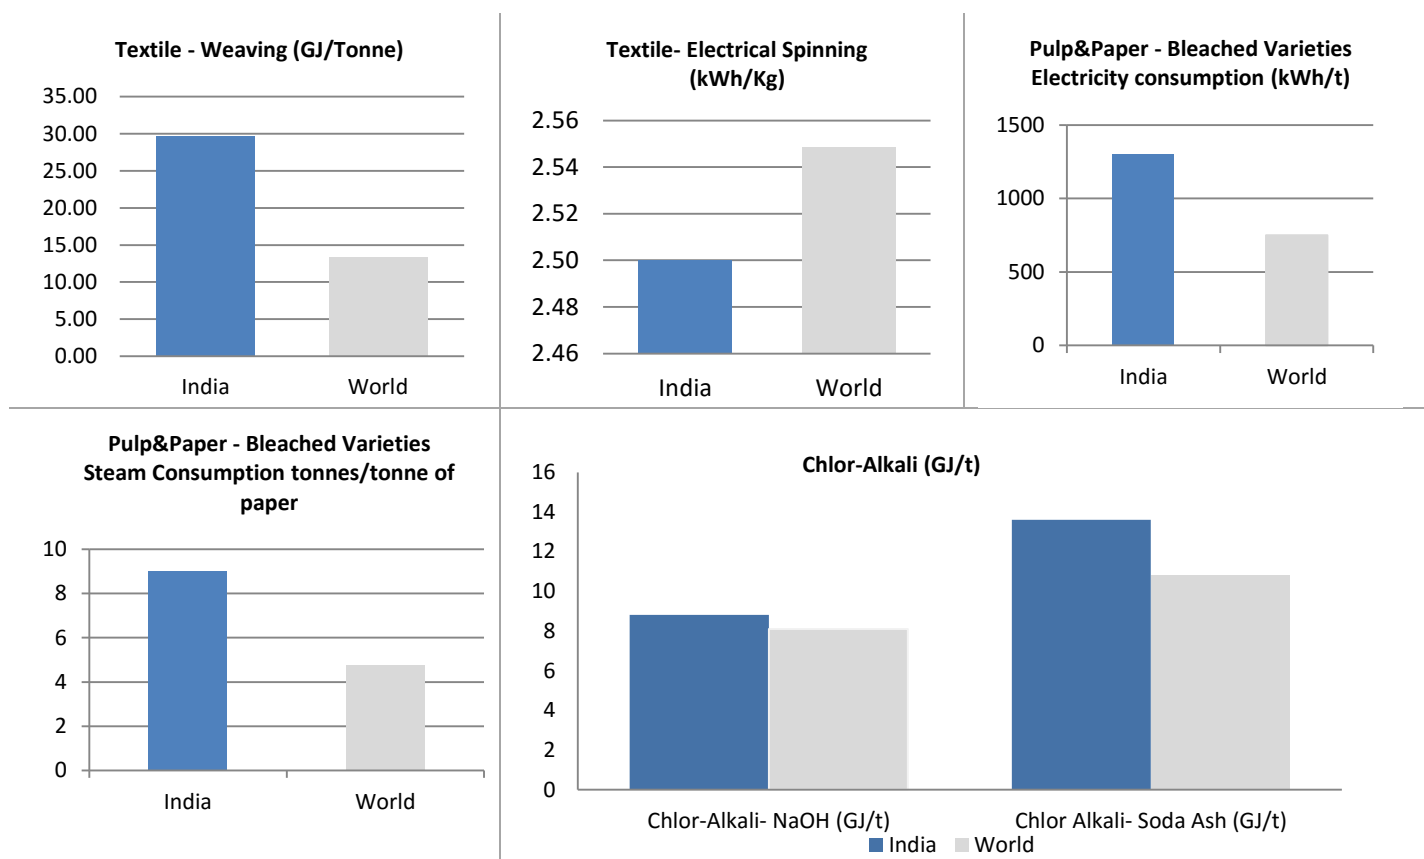 Textile - Weaving (GJ/Tonne)
35.00
30.00
25.00
20.00
15.00
10.00
5.00
0.00
India World
Textile- Electrical Spinning
(kWh/Kg)
2.56
2.54
2.52
2.50
2.48
2.46
India World
Pulp&Paper - Bleached Varieties
Electricity consumption (kWh/t)
1500
1000
500
0
India World
Pulp&Paper - Bleached Varieties
Steam Consumption tonnes/tonne of
paper
10
8
6
4
2
0
India World
Chlor-Alkali (GJ/t)
16
14
12
10
8
6
4
2
0
Chlor-Alkali- NaOH (GJ/t) Chlor Alkali- Soda Ash (GJ/t)
India World